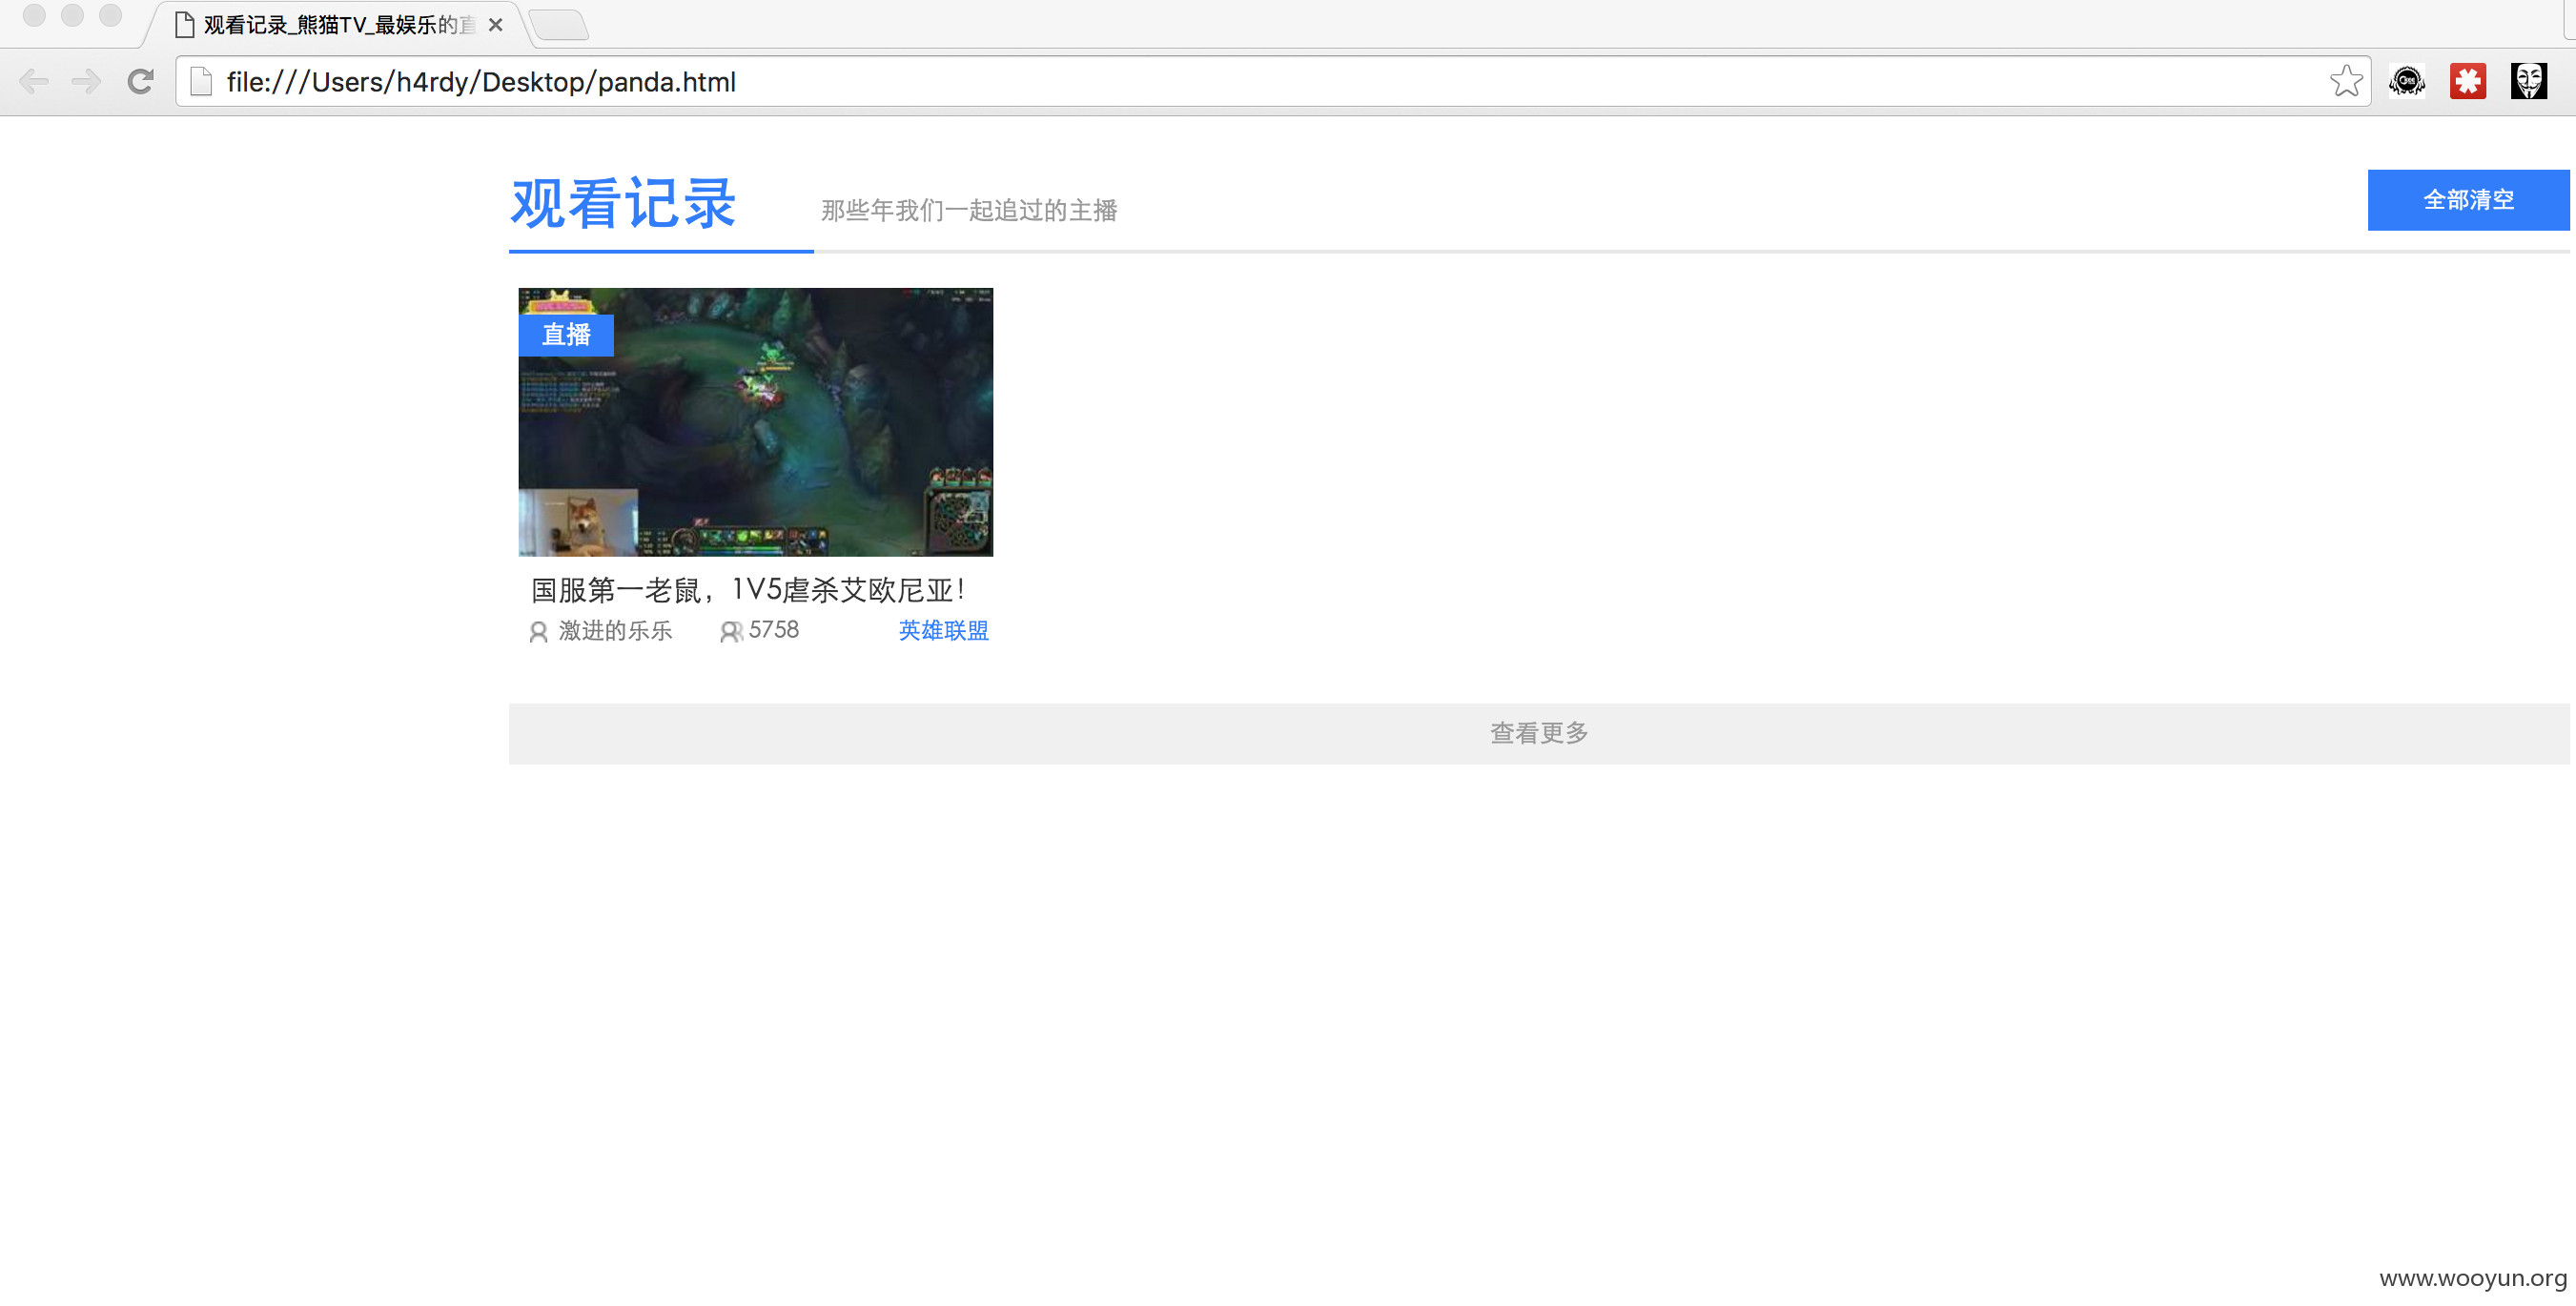 观看记录_熊猫TV_最娱乐的直
file:///Users/h4rdy/Desktop/panda.html
观看记录
那些年我们一起追过的主播
全部清空
直播
国服第一老鼠，1V5虐杀艾欧尼亚！
激进的乐乐 5758 英雄联盟
查看更多
www.wooyun.org